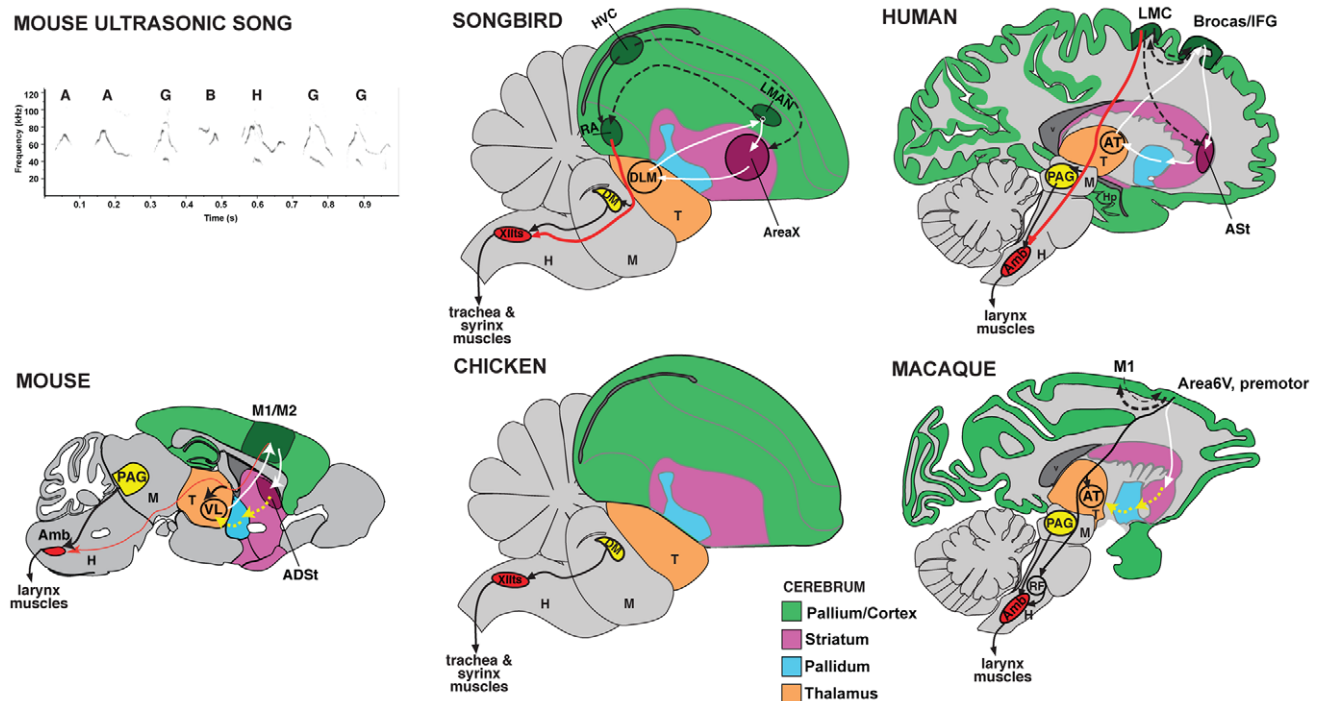 MOUSE ULTRASONIC SONG
A A G B H G G
Frequency (kHz)
120
100
80
60
40
20
0.1 0.2 0.3 0.4 0.5 0.6 0.7 0.8 0.9
Time (s)
SONGBIRD
HVC
LMAN
RA
DLM
DM
XIIts
T
H
M
AreaX
trachea &
syrinx
muscles
HUMAN
LMC
Brocas/IFG
v
AT
T
PAG
M
Hp
Amb
H
ASt
larynx
muscles
MOUSE
M1/M2
PAG
M
T
VL
Amb
H
ADSt
larynx
muscles
CHICKEN
DM
T
XIIts
H
M
trachea &
syrinx
muscles
CEREBRUM
Pallium/Cortex
Striatum
Pallidum
Thalamus
MACAQUE
M1
Area6V, premotor
v
AT
T
PAG
M
RF
Amb
H
larynx
muscles